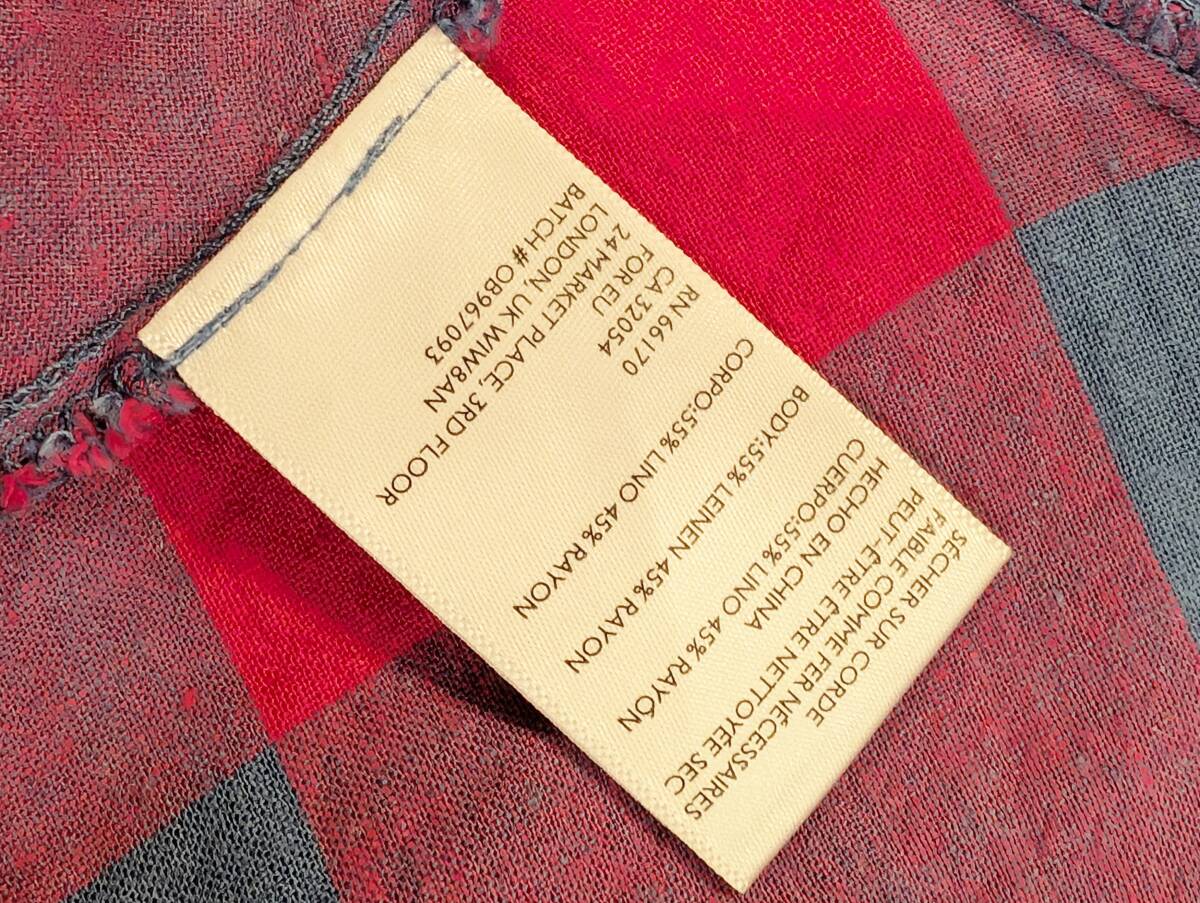 SÉCHER SUR CORDE
FAIBLE COMME FER NÉCESSAIRES
PEUT-ÊTRE ÊTRE NETTOYÉE SEC
HECHO EN CHINA
CUERPO:55% LINO 45% RAYÓN
BODY:55% LEINEN 45% RAYON
CORPO:55% LINO 45% RAYON
RN 66170
CA 32054
FOR EU
24 MARKET PLACE, 3RD FLOOR
LONDON, UK WIW8AN
BATCH # OB967093